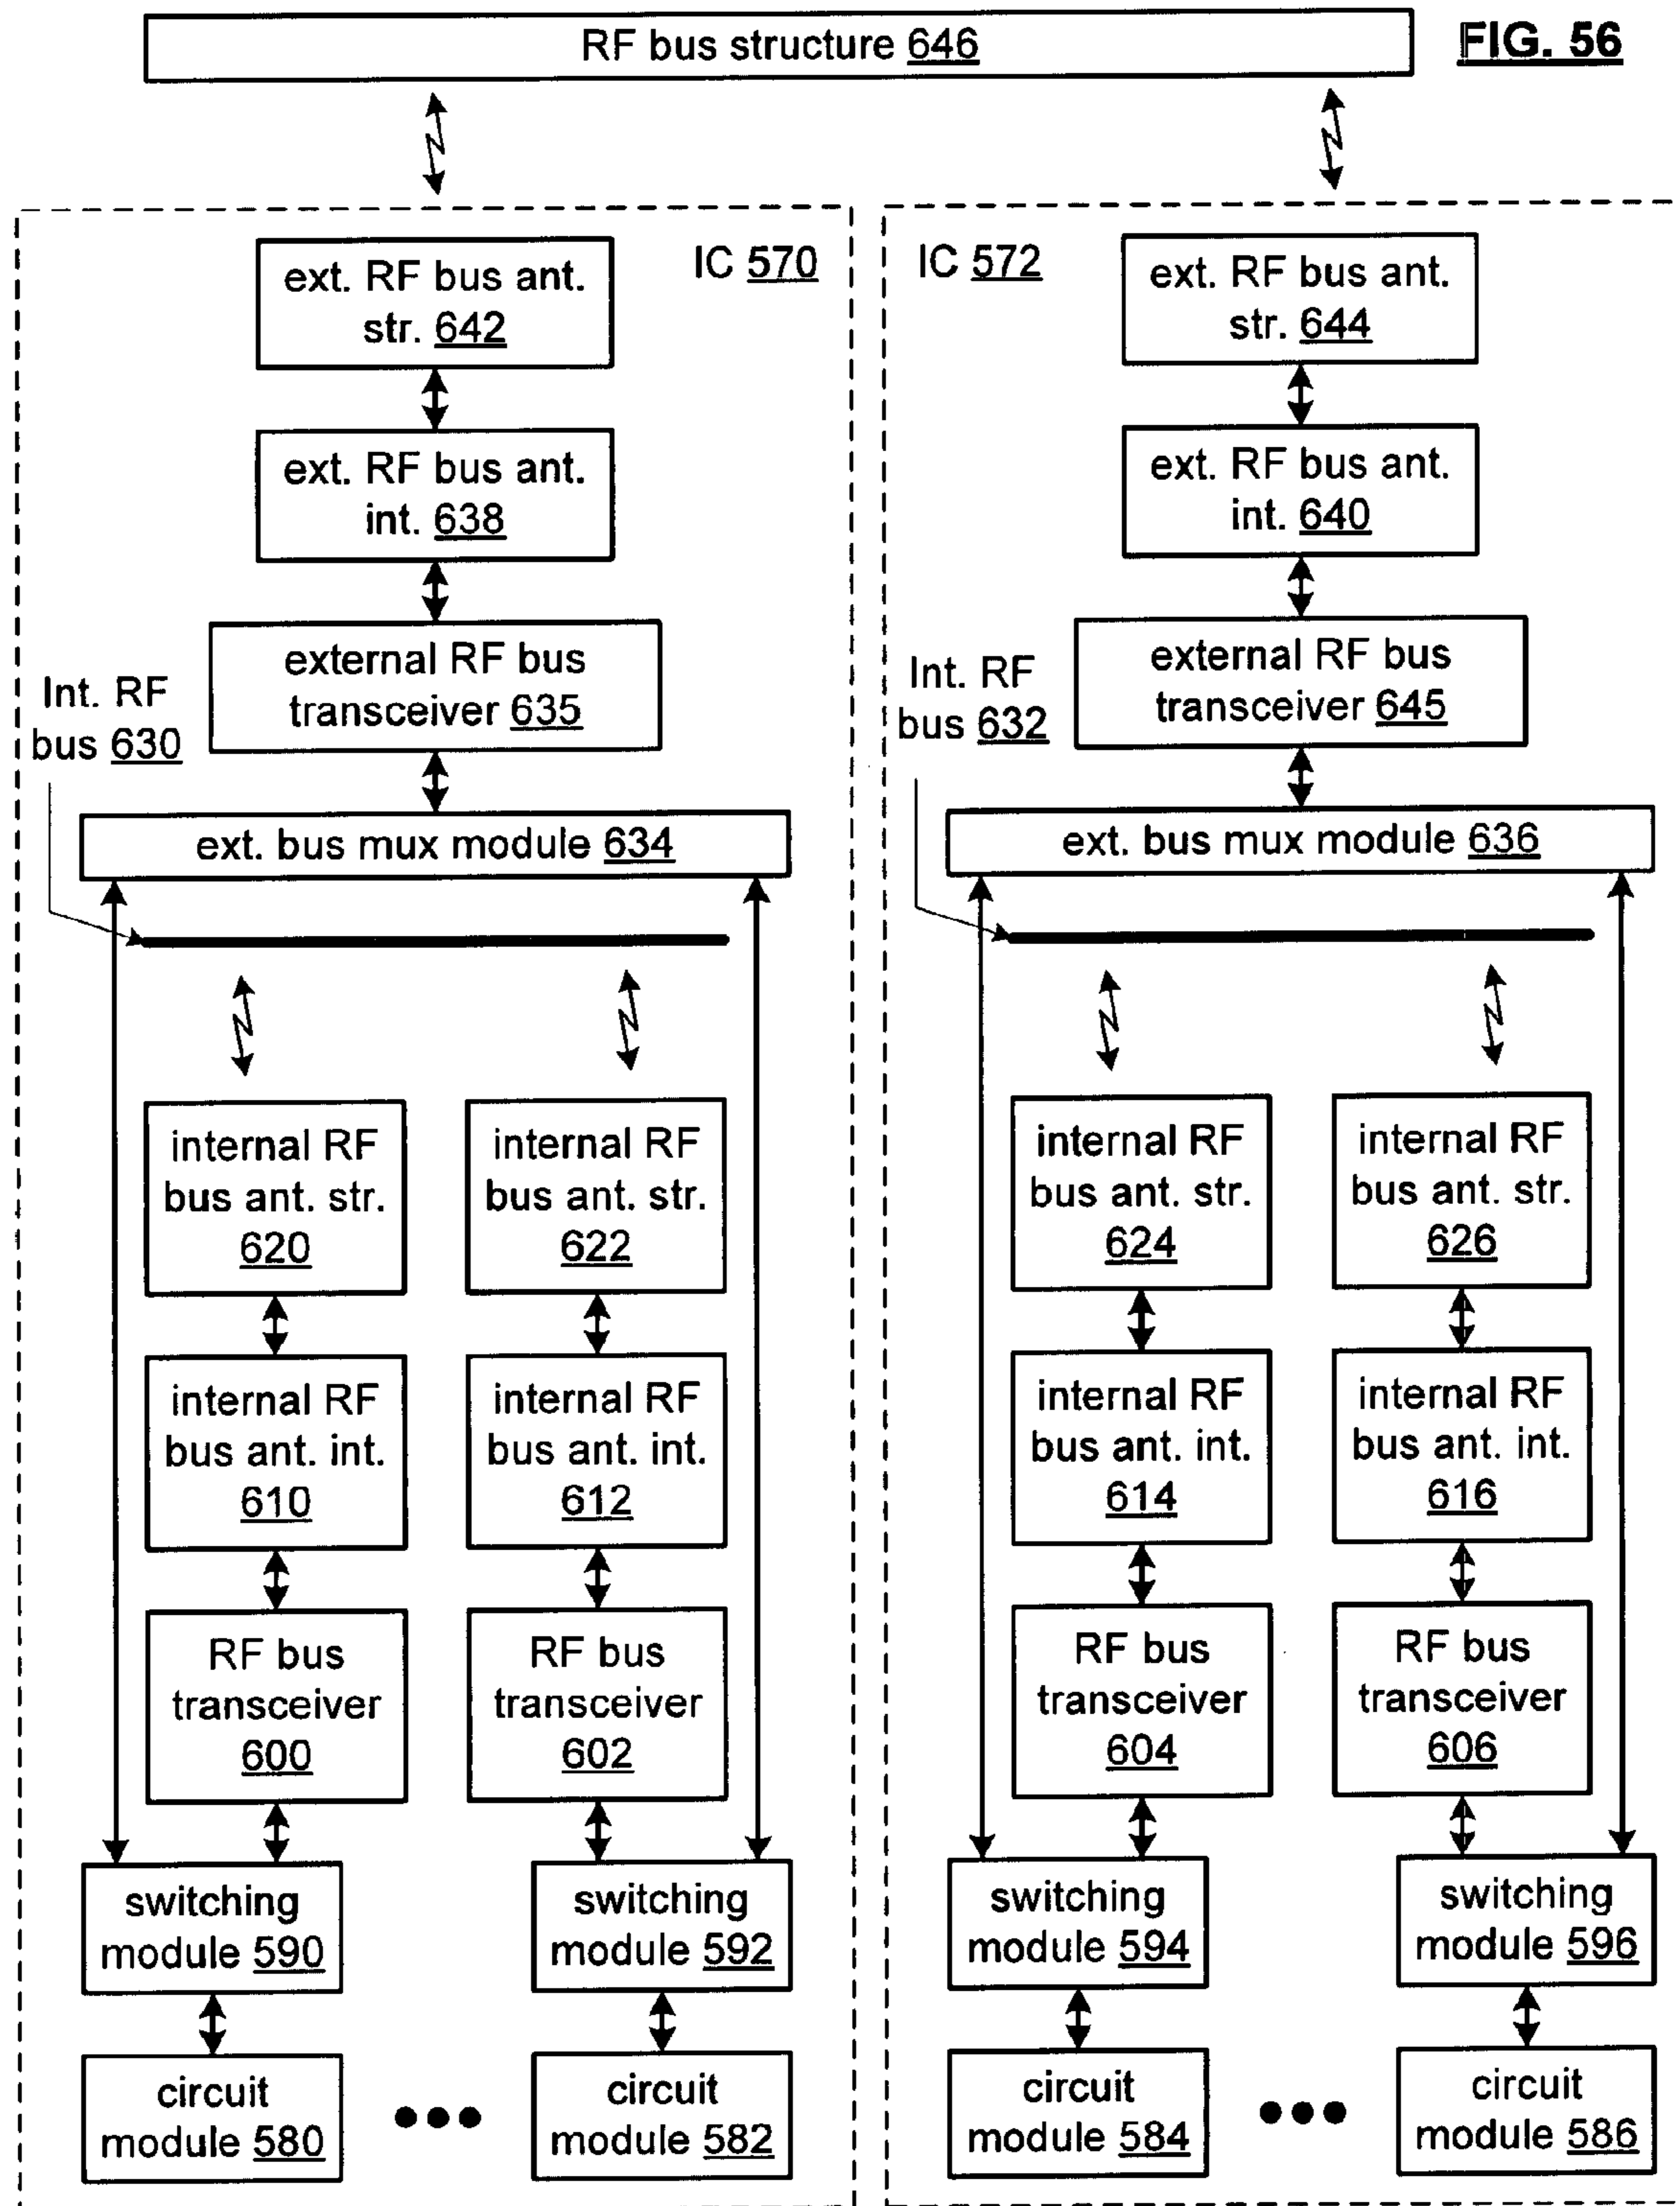 RF bus structure 646
FIG. 56
IC 570
ext. RF bus ant.
str. 642
ext. RF bus ant.
int. 638
external RF bus
transceiver 635
Int. RF
bus 630
ext. bus mux module 634
internal RF
bus ant. str.
620
internal RF
bus ant. str.
622
internal RF
bus ant. int.
610
internal RF
bus ant. int.
612
RF bus
transceiver
600
RF bus
transceiver
602
switching
module 590
switching
module 592
circuit
module 580
circuit
module 582
IC 572
ext. RF bus ant.
str. 644
ext. RF bus ant.
int. 640
external RF bus
transceiver 645
Int. RF
bus 632
ext. bus mux module 636
internal RF
bus ant. str.
624
internal RF
bus ant. str.
626
internal RF
bus ant. int.
614
internal RF
bus ant. int.
616
RF bus
transceiver
604
RF bus
transceiver
606
switching
module 594
switching
module 596
circuit
module 584
circuit
module 586